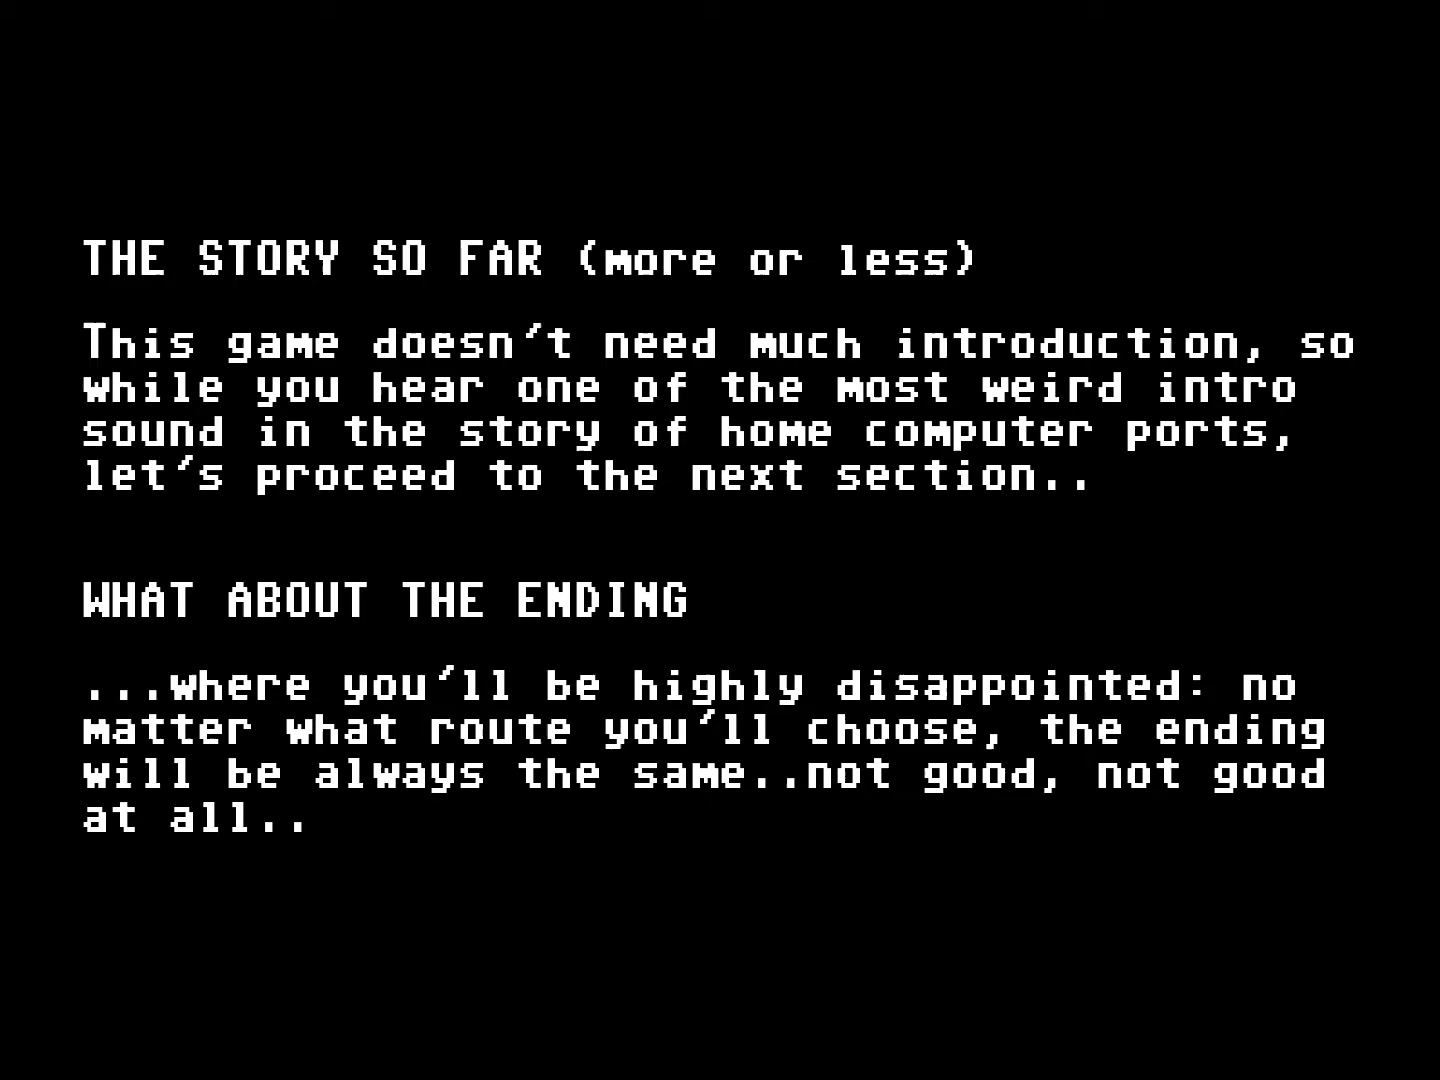 THE STORY SO FAR (more or less)
This game doesn't need much introduction, so
while you hear one of the most weird intro
sound in the story of home computer ports,
let's proceed to the next section..
WHAT ABOUT THE ENDING
...where you'll be highly disappointed: no
matter what route you'll choose, the ending
will be always the same..not good, not good
at all..